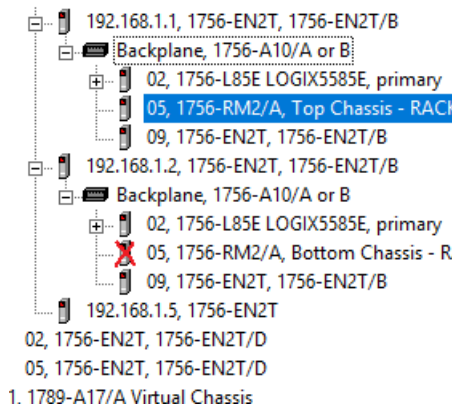 192.168.1.1, 1756-EN2T, 1756-EN2T/B
Backplane, 1756-A10/A or B
02, 1756-L85E LOGIX5585E, primary
05, 1756-RM2/A, Top Chassis - RACK
09, 1756-EN2T, 1756-EN2T/B
192.168.1.2, 1756-EN2T, 1756-EN2T/B
Backplane, 1756-A10/A or B
02, 1756-L85E LOGIX5585E, primary
05, 1756-RM2/A, Bottom Chassis - R
09, 1756-EN2T, 1756-EN2T/B
192.168.1.5, 1756-EN2T
02, 1756-EN2T, 1756-EN2T/D
05, 1756-EN2T, 1756-EN2T/D
1, 1789-A17/A Virtual Chassis